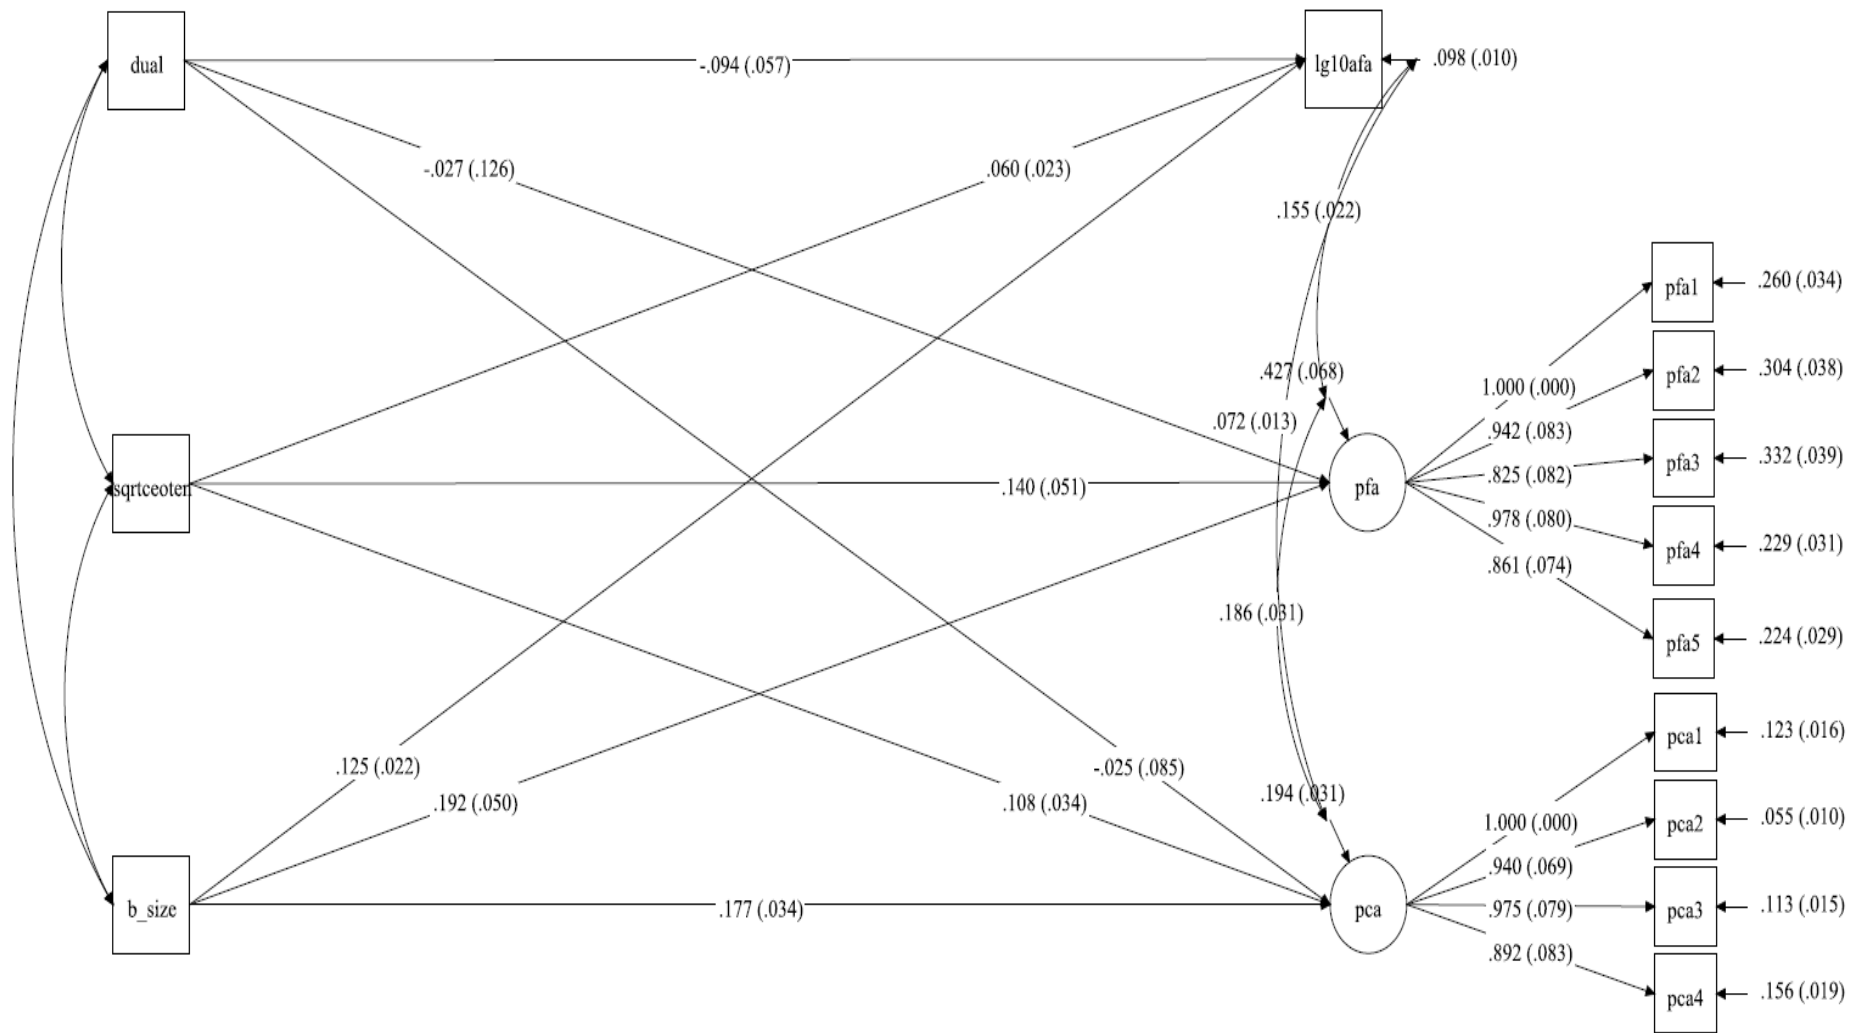 dual
-.094 (.057)
lg10afa
.098 (.010)
-.027 (.126)
.060 (.023)
.155 (.022)
pfa1
.260 (.034)
.427 (.068)
1.000 (.000)
pfa2
.304 (.038)
.072 (.013)
.942 (.083)
pfa3
.332 (.039)
sqrtceoten
.140 (.051)
pfa
.825 (.082)
.978 (.080)
pfa4
.229 (.031)
.861 (.074)
.186 (.031)
pfa5
.224 (.029)
pca1
.123 (.016)
.125 (.022)
-.025 (.085)
.192 (.050)
.108 (.034)
.194 (.031)
1.000 (.000)
pca2
.055 (.010)
.940 (.069)
b_size
.177 (.034)
pca
.975 (.079)
pca3
.113 (.015)
.892 (.083)
pca4
.156 (.019)